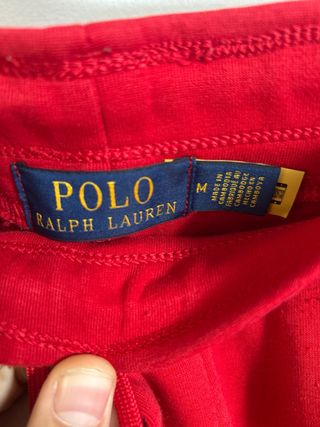 POLO
RALPH LAUREN
M
MADE IN
CAMBODIA
FABRIQUÉ AU
CAMBODGE
HECHO EN
CAMBOYA